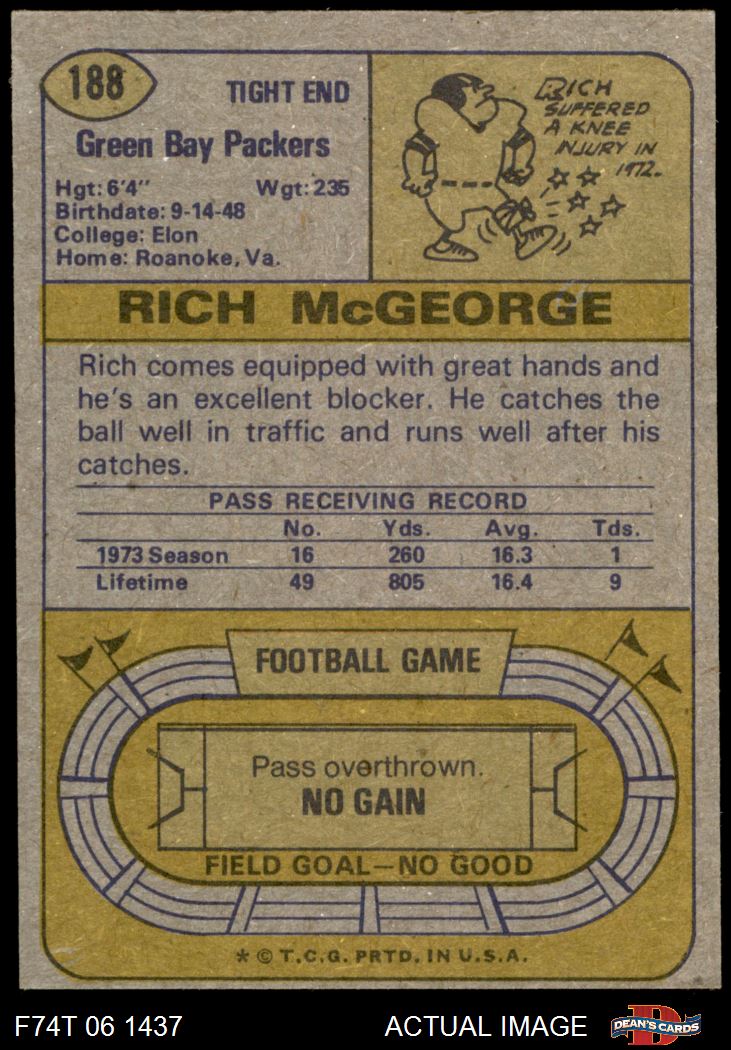 188
TIGHT END
Green Bay Packers
Hgt: 6'4" Wgt: 235
Birthdate: 9-14-48
College: Elon
Home: Roanoke, Va.
RICH
SUFFERED
A KNEE
INJURY IN
1972.
RICH McGEORGE
Rich comes equipped with great hands and
he's an excellent blocker. He catches the
ball well in traffic and runs well after his
catches.
PASS RECEIVING RECORD
No. Yds. Avg. Tds.
1973 Season 16 260 16.3 1
Lifetime 49 805 16.4 9
FOOTBALL GAME
Pass overthrown.
NO GAIN
FIELD GOAL—NO GOOD
* © T.C.G. PRTD. IN U.S.A.
F74T 06 1437 ACTUAL IMAGE
D
DEAN'S CARDS